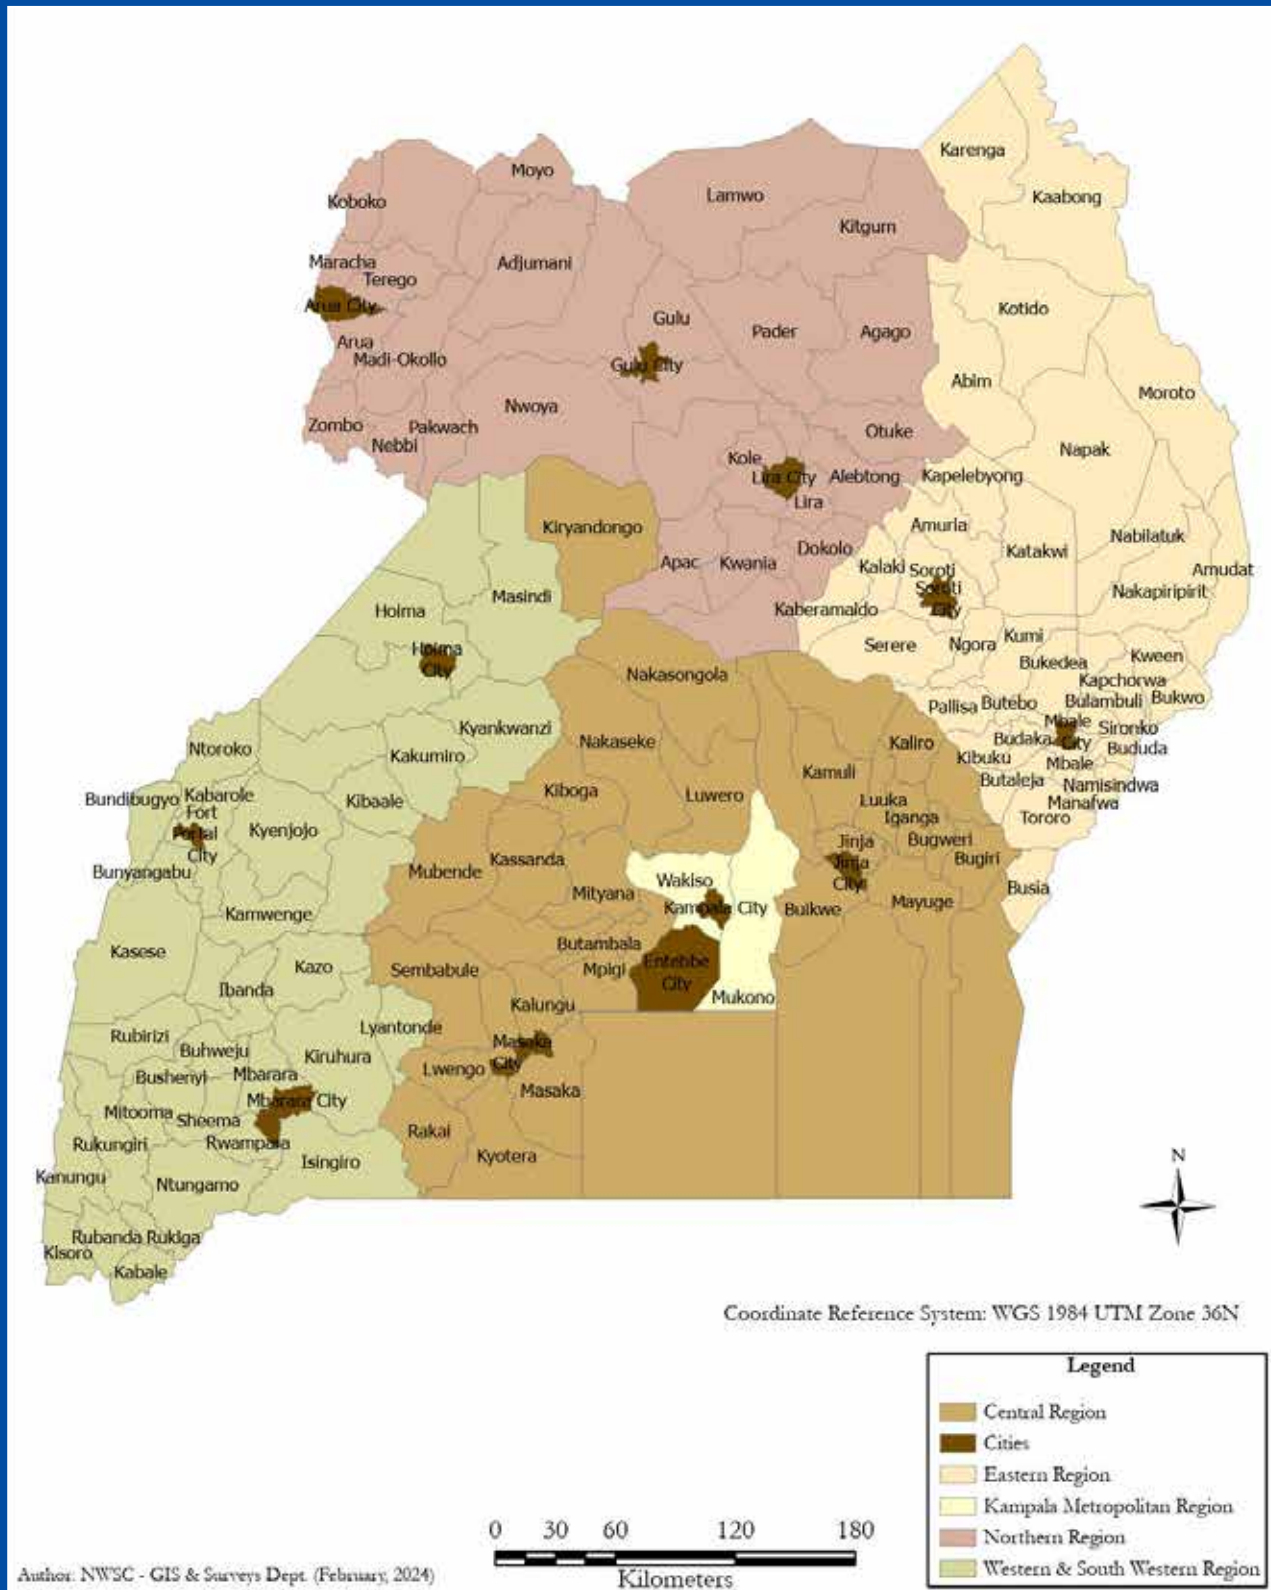 Karenga
Kaabong
Moyo
Lamwo
Koboko
Kitgum
Maracha
Terego
Adjumani
Arua City
Kotido
Gulu
Pader
Agago
Arua
Madi-Okollo
Gulu City
Abim
Moroto
Nwoya
Zombo
Pakwach
Nebbi
Otuke
Napak
Kole
Lira City
Alebtong
Kapelebyong
Lira
Kiryandongo
Amuria
Nabilatuk
Dokolo
Katakwi
Apac
Kwania
Kalaki
Soroti
Amudat
Soroti
City
Nakapiripirit
Masindi
Hoima
Kaberamaido
Serere
Ngora
Kumi
Hoima
City
Bukedea
Kween
Nakasongola
Kapchorwa
Pallisa
Butebo
Bulambuli
Bukwo
Kyankwanzi
Mbale
City
Sironko
Ntoroko
Nakaseke
Kaliro
Budaka
Bududa
Kakumiro
Kibuku
Mbale
Kamuli
Butaleja
Namisindwa
Bundibugyo
Kabarole
Kibaale
Kiboga
Luwero
Luuka
Manafwa
Fort
Portal
City
Kyenjojo
Iganga
Tororo
Jinja
Bugweri
Bunyangabu
Mubende
Kassanda
Jinja
City
Bugiri
Wakiso
Mityana
Busia
Kamwenge
Kampala City
Buikwe
Mayuge
Kasese
Butambala
Kazo
Sembabule
Mpigi
Entebbe
City
Ibanda
Mukono
Kalungu
Lyantonde
Rubirizi
Buhweju
Kiruhura
Masaka
City
Bushenyi
Mbarara
Lwengo
Masaka
Mbarara City
Mitooma
Sheema
Rakai
Rukungiri
Rwampara
Kyotera
Isingiro
Kanungu
Ntungamo
N
Rubanda
Rukiga
Kisoro
Kabale
Coordinate Reference System: WGS 1984 UTM Zone 36N
Legend
Central Region
Cities
Eastern Region
Kampala Metropolitan Region
Northern Region
Western & South Western Region
0 30 60 120 180
Kilometers
Author: NWSC - GIS & Surveys Dept. (February, 2024)